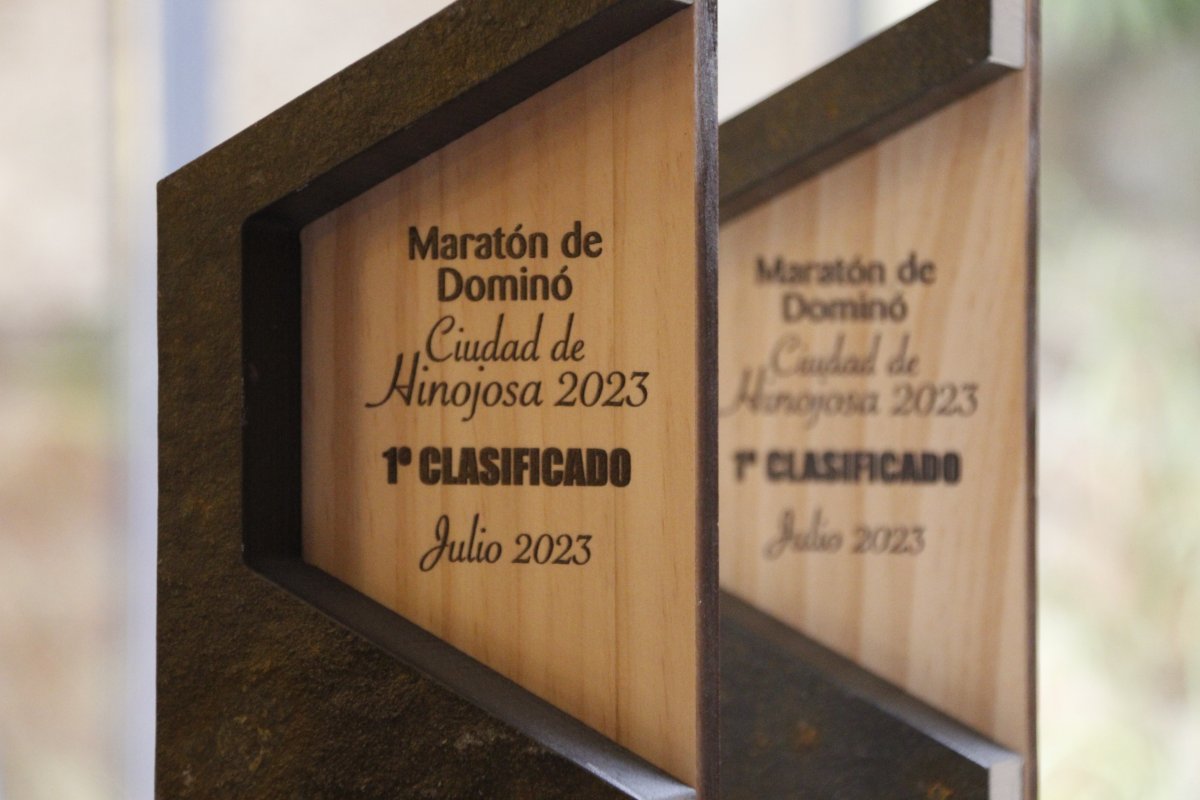 Maratón de
Dominó
Ciudad de
Hinojosa 2023
1º CLASIFICADO
Julio 2023
Maratón de
Dominó
Ciudad de
Hinojosa 2023
1º CLASIFICADO
Julio 2023